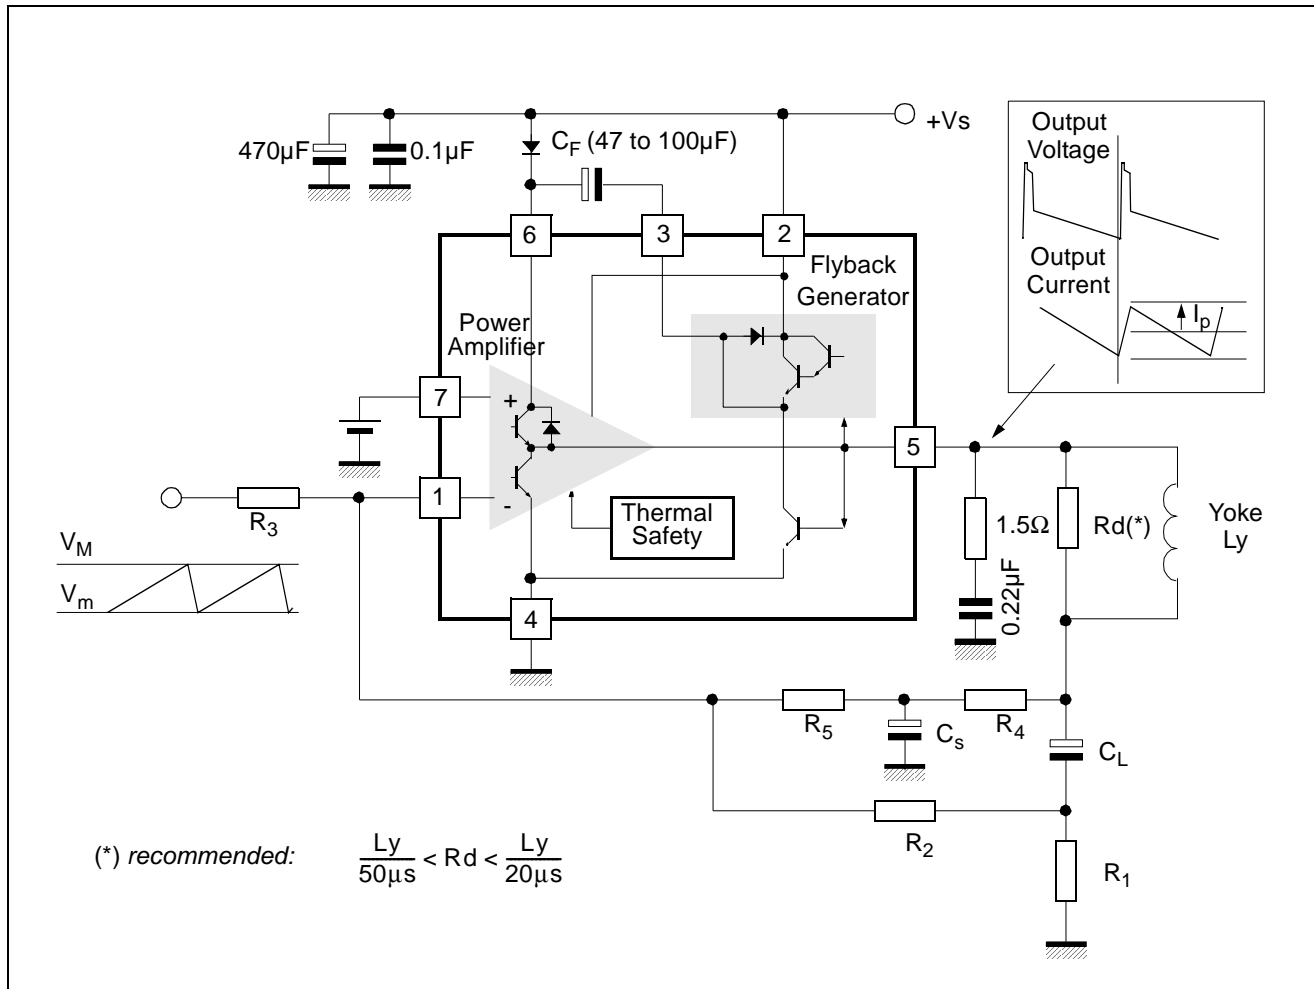 +Vs
Output
Voltage
470µF
0.1µF
C_F (47 to 100µF)
6
3
2
Output
Current
Flyback
Generator
I_p
Power
Amplifier
7
+
5
1
-
R_3
Thermal
Safety
1.5Ω
Rd(*)
Yoke
Ly
0.22µF
V_M
V_m
4
R_5
C_s
R_4
C_L
R_2
R_1
(*) recommended: Ly/50µs < Rd < Ly/20µs